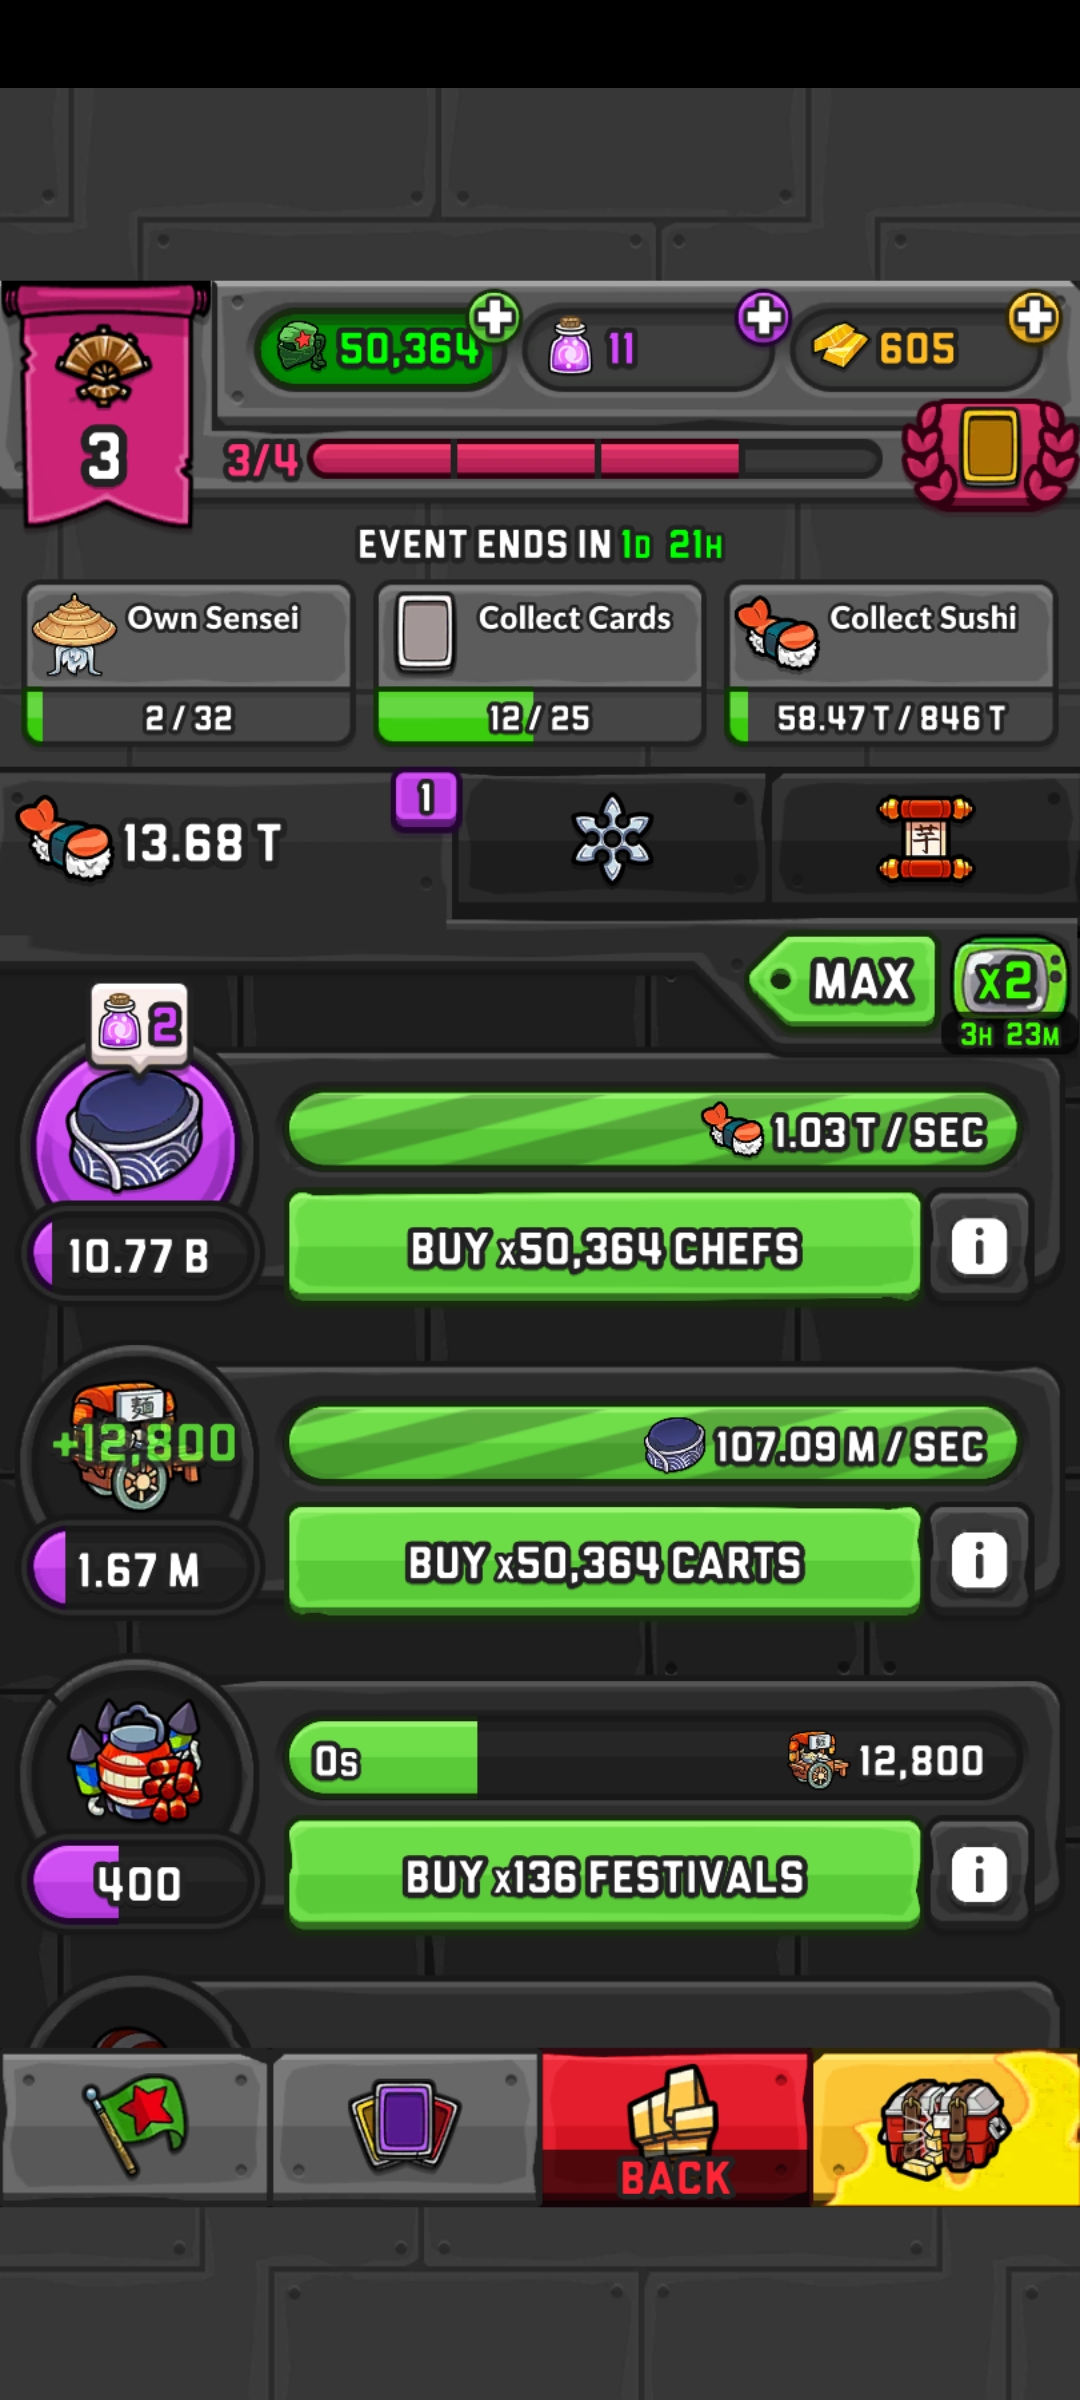 50,364
11
605
3
3/4
EVENT ENDS IN 1D 21H
Own Sensei
Collect Cards
Collect Sushi
2 / 32
12 / 25
58.47 T / 846 T
13.68 T
1
芋
MAX
x2
3H 23M
2
1.03 T / SEC
10.77 B
BUY x50,364 CHEFS
i
麺
+12,800
107.09 M / SEC
1.67 M
BUY x50,364 CARTS
i
0s
12,800
400
BUY x136 FESTIVALS
i
BACK